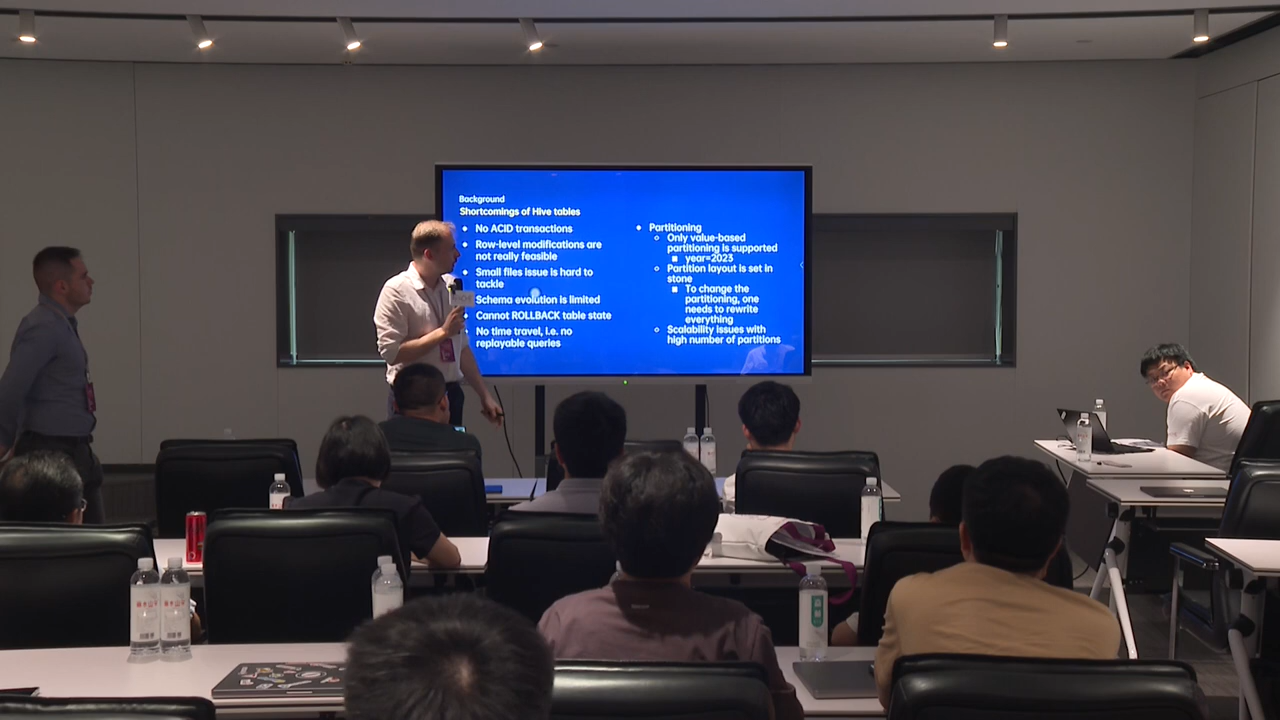 Background
Shortcomings of Hive tables
No ACID transactions
Row-level modifications are
not really feasible
Small files issue is hard to
tackle
Schema evolution is limited
Cannot ROLLBACK table state
No time travel, i.e. no
replayable queries
Partitioning
Only value-based
partitioning is supported
year=2023
Partition layout is set in
stone
To change the
partitioning, one
needs to rewrite
everything
Scalability issues with
high number of partitions